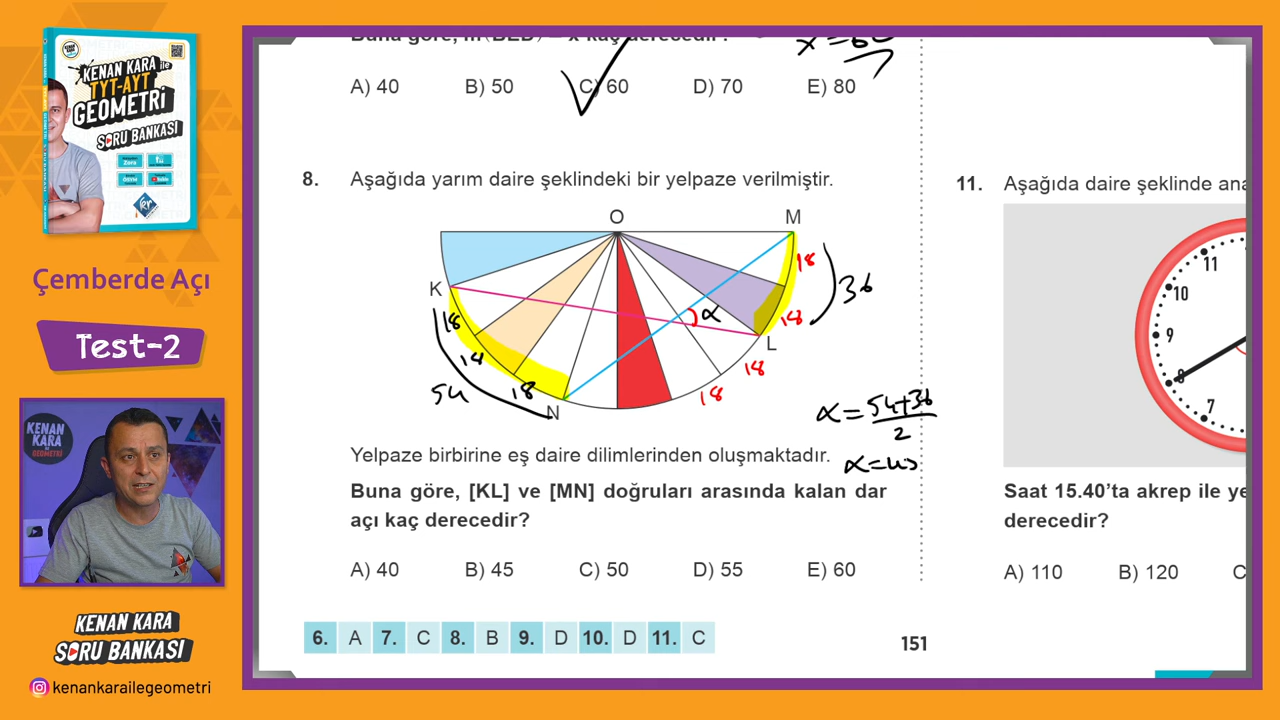 KENAN KARA ile
TYT-AYT
GEOMETRİ
SORU BANKASI
Çemberde Açı
Test-2
KENAN
KARA
GEOMETRİ
KENAN KARA
SORU BANKASI
kenankarailegeometri
x=60
A) 40 B) 50 C) 60 D) 70 E) 80
8. Aşağıda yarım daire şeklindeki bir yelpaze verilmiştir.
O
M
K
L
N
α
18
18
18
18
18
18
18
54
36
α=54+36
2
α=45
Yelpaze birbirine eş daire dilimlerinden oluşmaktadır.
Buna göre, [KL] ve [MN] doğruları arasında kalan dar
açı kaç derecedir?
A) 40 B) 45 C) 50 D) 55 E) 60
6. A 7. C 8. B 9. D 10. D 11. C
151
11. Aşağıda daire şeklinde ana
11
10
9
8
7
Saat 15.40’ta akrep ile ye
derecedir?
A) 110 B) 120 C